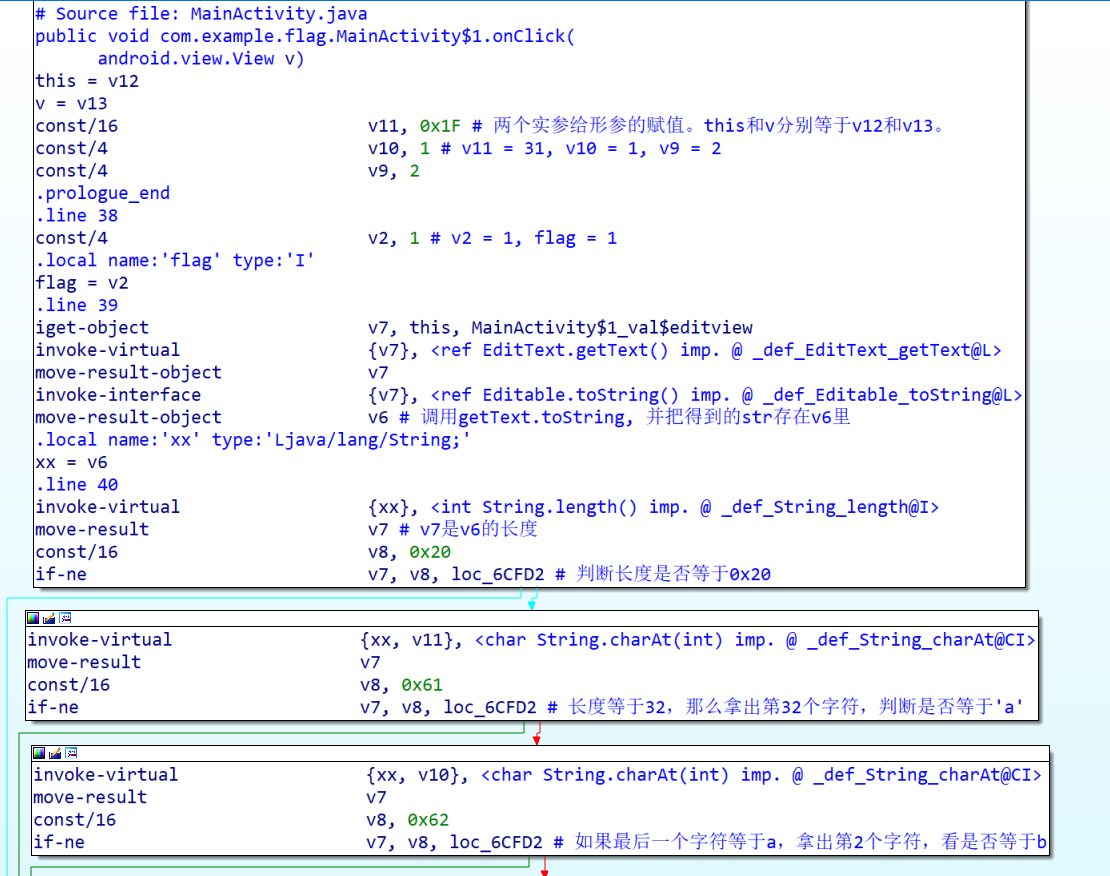 # Source file: MainActivity.java
public void com.example.flag.MainActivity$1.onClick(
android.view.View v)
this = v12
v = v13
const/16 v11, 0x1F # 两个实参给形参的赋值。this和v分别等于v12和v13。
const/4 v10, 1 # v11 = 31, v10 = 1, v9 = 2
const/4 v9, 2
.prologue_end
.line 38
const/4 v2, 1 # v2 = 1, flag = 1
.local name:'flag' type:'I'
flag = v2
.line 39
iget-object v7, this, MainActivity$1_val$editview
invoke-virtual {v7}, <ref EditText.getText() imp. @ _def_EditText_getText@L>
move-result-object v7
invoke-interface {v7}, <ref Editable.toString() imp. @ _def_Editable_toString@L>
move-result-object v6 # 调用getText.toString, 并把得到的str存在v6里
.local name:'xx' type:'Ljava/lang/String;'
xx = v6
.line 40
invoke-virtual {xx}, <int String.length() imp. @ _def_String_length@I>
move-result v7 # v7是v6的长度
const/16 v8, 0x20
if-ne v7, v8, loc_6CFD2 # 判断长度是否等于0x20
invoke-virtual {xx, v11}, <char String.charAt(int) imp. @ _def_String_charAt@CI>
move-result v7
const/16 v8, 0x61
if-ne v7, v8, loc_6CFD2 # 长度等于32，那么拿出第32个字符，判断是否等于'a'
invoke-virtual {xx, v10}, <char String.charAt(int) imp. @ _def_String_charAt@CI>
move-result v7
const/16 v8, 0x62
if-ne v7, v8, loc_6CFD2 # 如果最后一个字符等于a，拿出第2个字符，看是否等于b